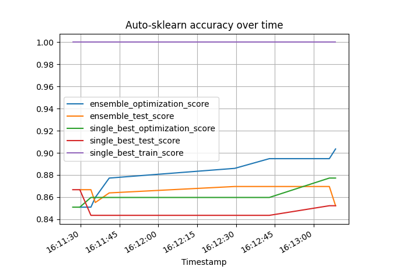 Auto-sklearn accuracy over time
1.00
0.98
0.96
0.94
0.92
0.90
0.88
0.86
0.84
ensemble_optimization_score
ensemble_test_score
single_best_optimization_score
single_best_test_score
single_best_train_score
16:11:30
16:11:45
16:12:00
16:12:15
16:12:30
16:12:45
16:13:00
Timestamp